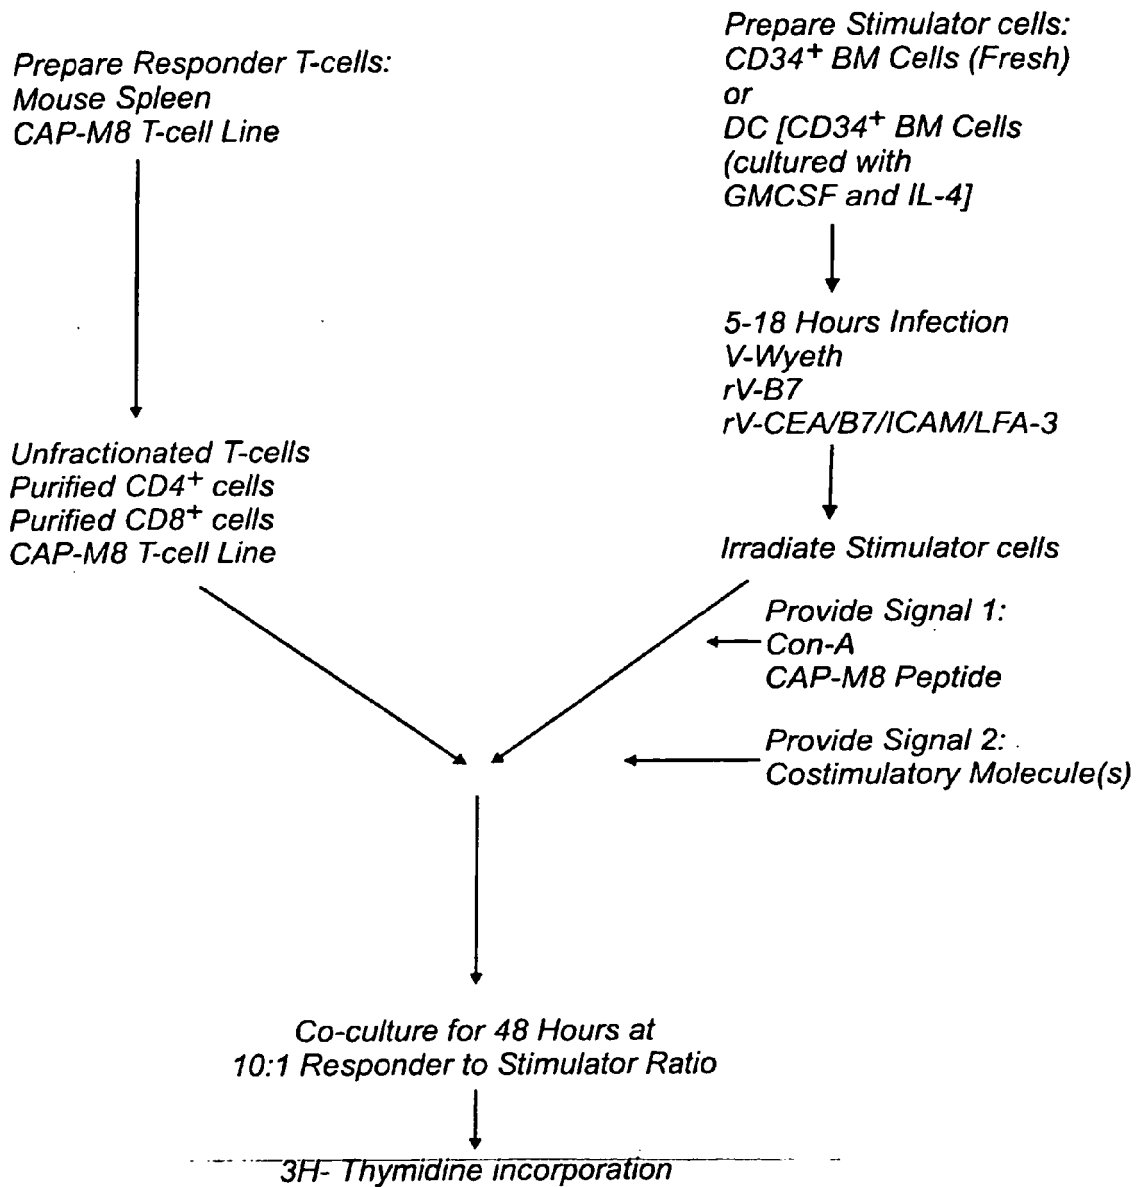 Prepare Responder T-cells:
Mouse Spleen
CAP-M8 T-cell Line
Prepare Stimulator cells:
CD34+ BM Cells (Fresh)
or
DC [CD34+ BM Cells
(cultured with
GMCSF and IL-4]
5-18 Hours Infection
V-Wyeth
rV-B7
rV-CEA/B7/ICAM/LFA-3
Unfractionated T-cells
Purified CD4+ cells
Purified CD8+ cells
CAP-M8 T-cell Line
Irradiate Stimulator cells
Provide Signal 1:
Con-A
CAP-M8 Peptide
Provide Signal 2:
Costimulatory Molecule(s)
Co-culture for 48 Hours at
10:1 Responder to Stimulator Ratio
3H- Thymidine incorporation